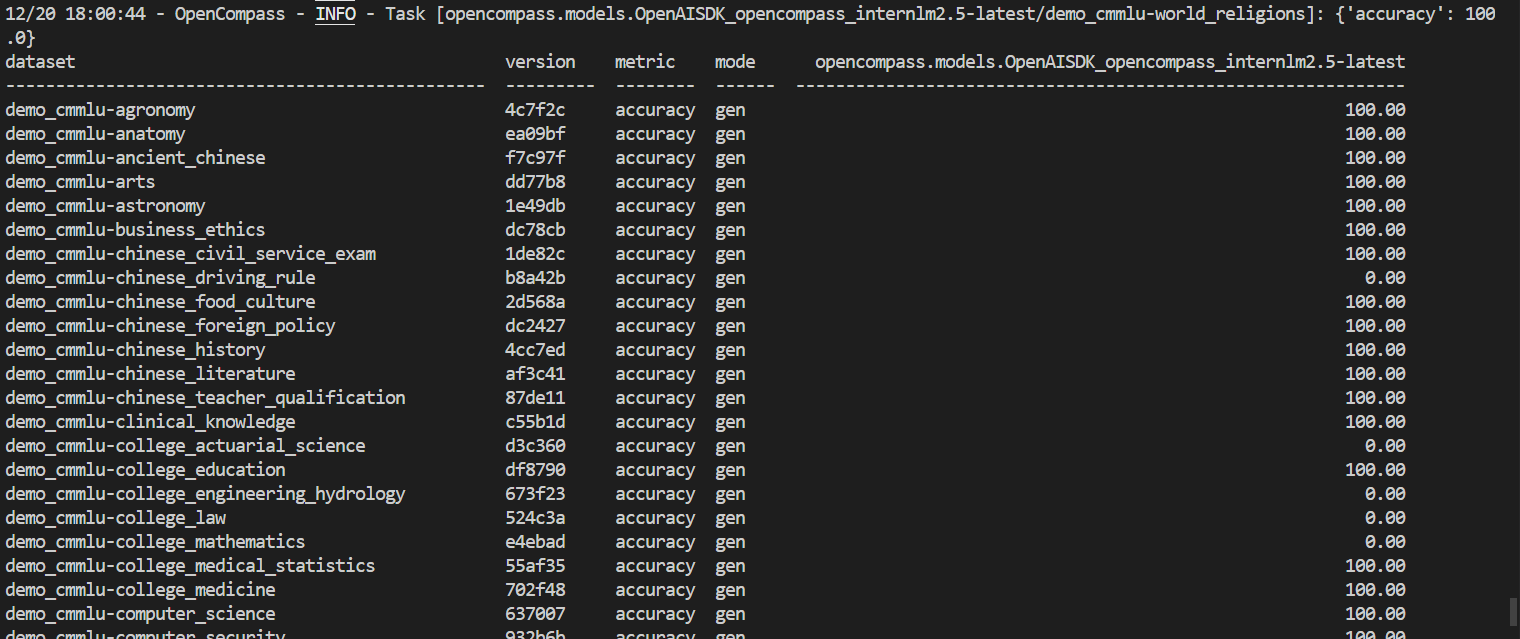 12/20 18:00:44 - OpenCompass - INFO - Task [opencompass.models.OpenAISDK_opencompass_internlm2.5-latest/demo_cmmlu-world_religions]: {'accuracy': 100
.0}
dataset version metric mode opencompass.models.OpenAISDK_opencompass_internlm2.5-latest
------------------------------------------------ --------- -------- ------ -------------------------------------------------------------
demo_cmmlu-agronomy 4c7f2c accuracy gen 100.00
demo_cmmlu-anatomy ea09bf accuracy gen 100.00
demo_cmmlu-ancient_chinese f7c97f accuracy gen 100.00
demo_cmmlu-arts dd77b8 accuracy gen 100.00
demo_cmmlu-astronomy 1e49db accuracy gen 100.00
demo_cmmlu-business_ethics dc78cb accuracy gen 100.00
demo_cmmlu-chinese_civil_service_exam 1de82c accuracy gen 100.00
demo_cmmlu-chinese_driving_rule b8a42b accuracy gen 0.00
demo_cmmlu-chinese_food_culture 2d568a accuracy gen 100.00
demo_cmmlu-chinese_foreign_policy dc2427 accuracy gen 100.00
demo_cmmlu-chinese_history 4cc7ed accuracy gen 100.00
demo_cmmlu-chinese_literature af3c41 accuracy gen 100.00
demo_cmmlu-chinese_teacher_qualification 87de11 accuracy gen 100.00
demo_cmmlu-clinical_knowledge c55b1d accuracy gen 100.00
demo_cmmlu-college_actuarial_science d3c360 accuracy gen 0.00
demo_cmmlu-college_education df8790 accuracy gen 100.00
demo_cmmlu-college_engineering_hydrology 673f23 accuracy gen 0.00
demo_cmmlu-college_law 524c3a accuracy gen 0.00
demo_cmmlu-college_mathematics e4ebad accuracy gen 0.00
demo_cmmlu-college_medical_statistics 55af35 accuracy gen 100.00
demo_cmmlu-college_medicine 702f48 accuracy gen 100.00
demo_cmmlu-computer_science 637007 accuracy gen 100.00
demo_cmmlu-computer_security 932b6b accuracy gen 100.00